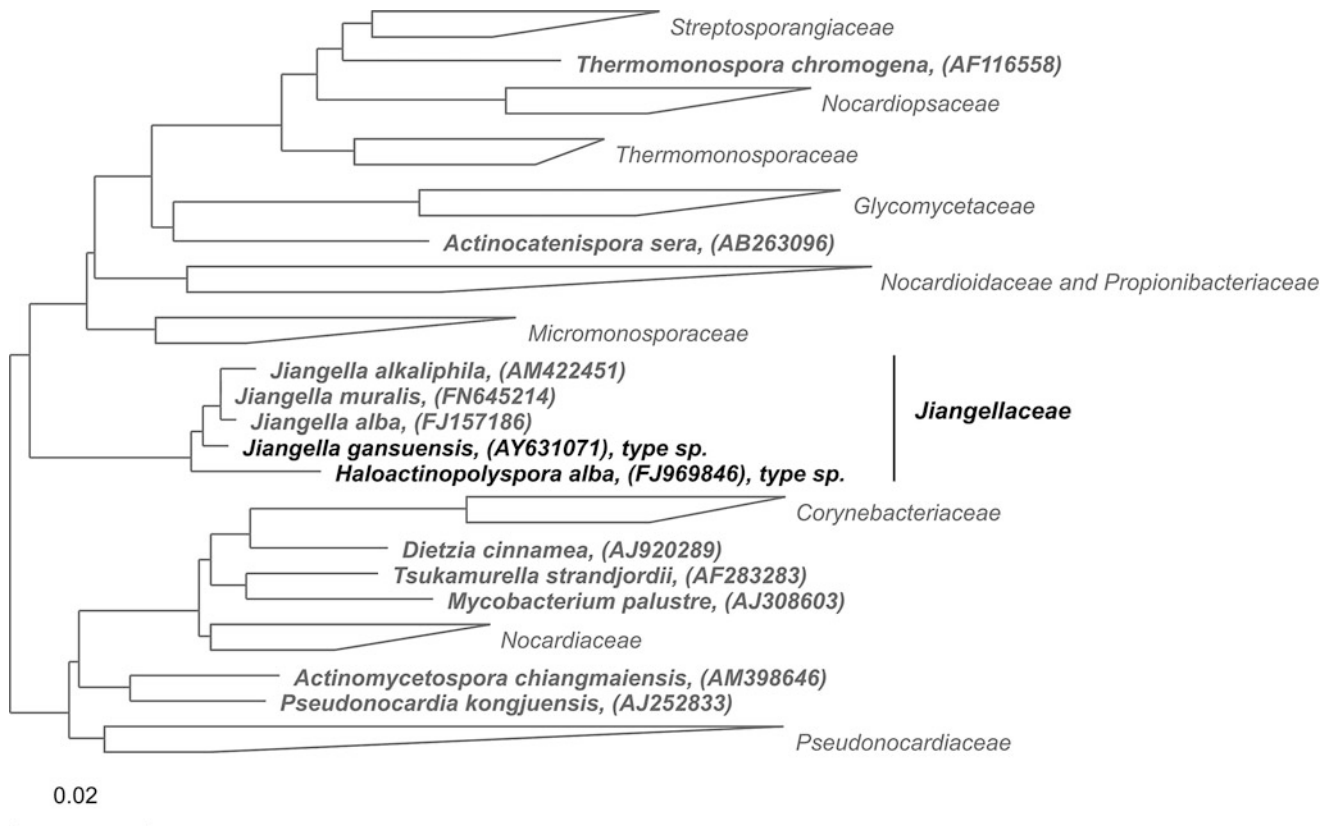 Streptosporangiaceae
Thermomonospora chromogena, (AF116558)
Nocardiopsaceae
Thermomonosporaceae
Glycomycetaceae
Actinocatenispora sera, (AB263096)
Nocardioidaceae and Propionibacteriaceae
Micromonosporaceae
Jiangella alkaliphila, (AM422451)
Jiangella muralis, (FN645214)
Jiangellaceae
Jiangella alba, (FJ157186)
Jiangella gansuensis, (AY631071), type sp.
Haloactinopolyspora alba, (FJ969846), type sp.
Corynebacteriaceae
Dietzia cinnamea, (AJ920289)
Tsukamurella strandjordii, (AF283283)
Mycobacterium palustre, (AJ308603)
Nocardiaceae
Actinomycetospora chiangmaiensis, (AM398646)
Pseudonocardia kongjuensis, (AJ252833)
Pseudonocardiaceae
0.02